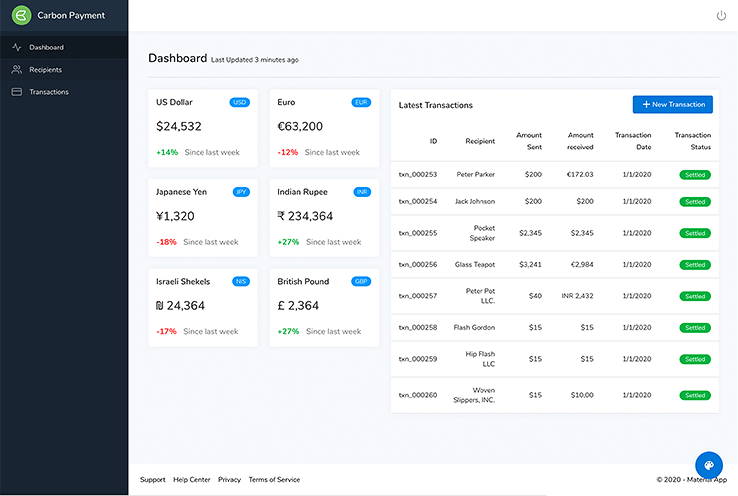 Carbon Payment
Dashboard
Recipients
Transactions
Dashboard Last Updated 3 minutes ago
US Dollar USD
$24,532
+14% Since last week
Euro EUR
€63,200
-12% Since last week
Japanese Yen JPY
¥1,320
-18% Since last week
Indian Rupee INR
₹ 234,364
+27% Since last week
Israeli Shekels NIS
₪ 24,364
-17% Since last week
British Pound GBP
£ 2,364
+27% Since last week
Latest Transactions + New Transaction
ID Recipient Amount Sent Amount received Transaction Date Transaction Status
txn_000253 Peter Parker $200 €172.03 1/1/2020 Settled
txn_000254 Jack Johnson $200 $200 1/1/2020 Settled
txn_000255 Pocket Speaker $2,345 $2,345 1/1/2020 Settled
txn_000256 Glass Teapot $3,241 €2,984 1/1/2020 Settled
txn_000257 Peter Pot LLC. $40 INR 2,432 1/1/2020 Settled
txn_000258 Flash Gordon $15 $15 1/1/2020 Settled
txn_000259 Hip Flash LLC $15 $15 1/1/2020 Settled
txn_000260 Woven Slippers, INC. $15 $10,00 1/1/2020 Settled
Support Help Center Privacy Terms of Service
© 2020 - App